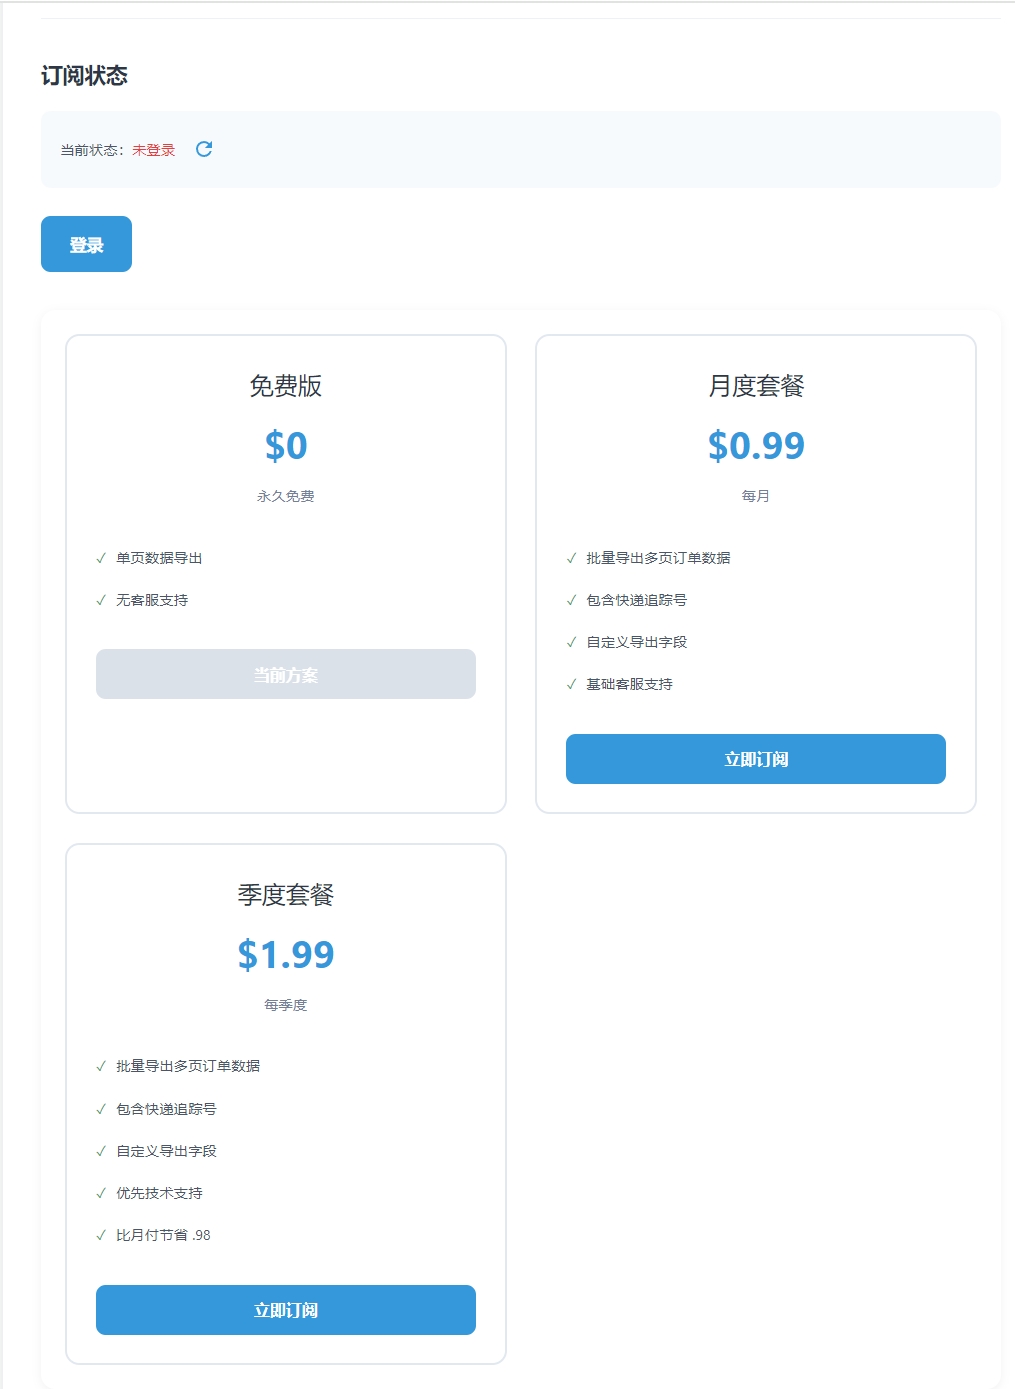 订阅状态
当前状态：未登录
登录
免费版
$0
永久免费
✓ 单页数据导出
✓ 无客服支持
当前方案
月度套餐
$0.99
每月
✓ 批量导出多页订单数据
✓ 包含快递追踪号
✓ 自定义导出字段
✓ 基础客服支持
立即订阅
季度套餐
$1.99
每季度
✓ 批量导出多页订单数据
✓ 包含快递追踪号
✓ 自定义导出字段
✓ 优先技术支持
✓ 比月付节省 .98
立即订阅